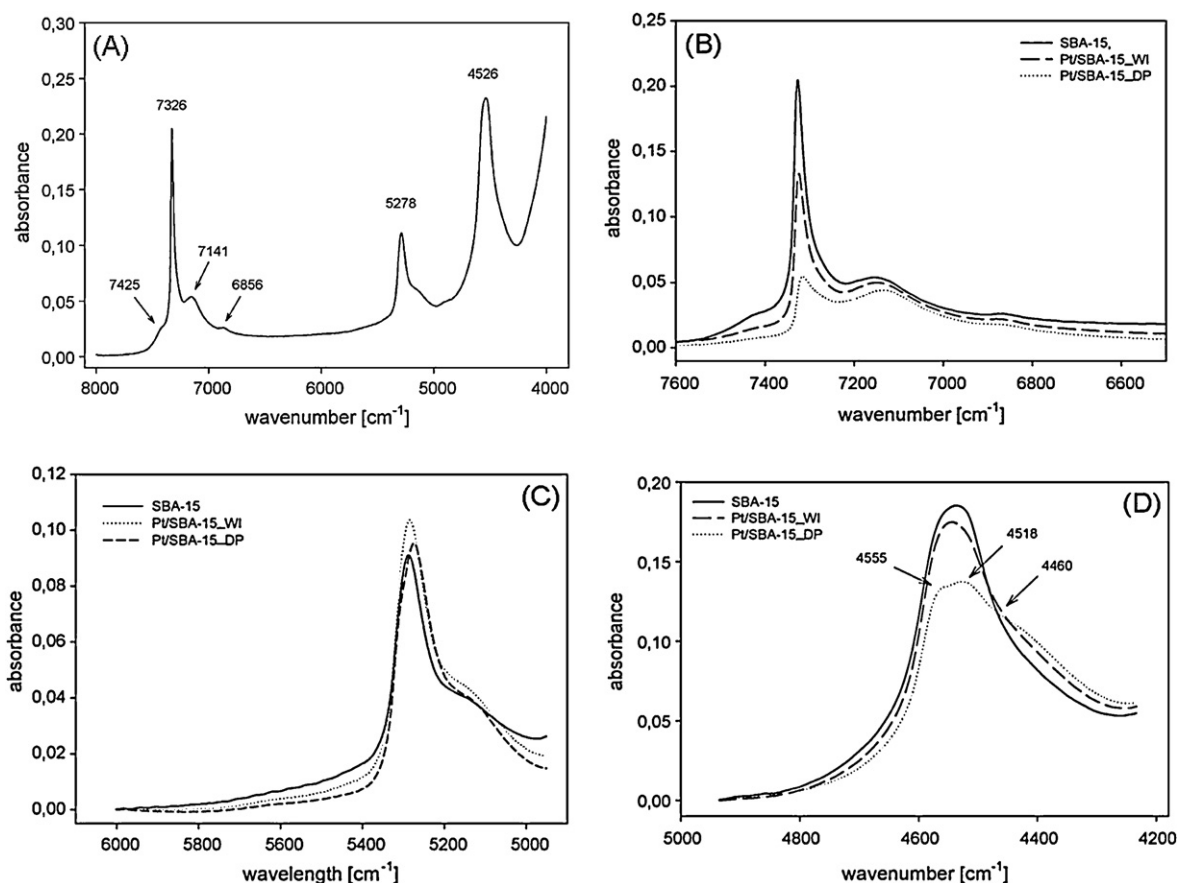 (A)
0,30
0,25
0,20
0,15
0,10
0,05
0,00
absorbance
7326
4526
5278
7141
7425
6856
8000 7000 6000 5000 4000
wavenumber [cm-1]
(B)
0,25
0,20
0,15
0,10
0,05
0,00
absorbance
SBA-15,
Pt/SBA-15_WI
Pt/SBA-15_DP
7600 7400 7200 7000 6800 6600
wavenumber [cm-1]
(C)
0,12
0,10
0,08
0,06
0,04
0,02
0,00
absorbance
SBA-15
Pt/SBA-15_WI
Pt/SBA-15_DP
6000 5800 5600 5400 5200 5000
wavelength [cm-1]
(D)
0,20
0,15
0,10
0,05
0,00
absorbance
SBA-15
Pt/SBA-15_WI
Pt/SBA-15_DP
4555
4518
4460
5000 4800 4600 4400 4200
wavenumber [cm-1]